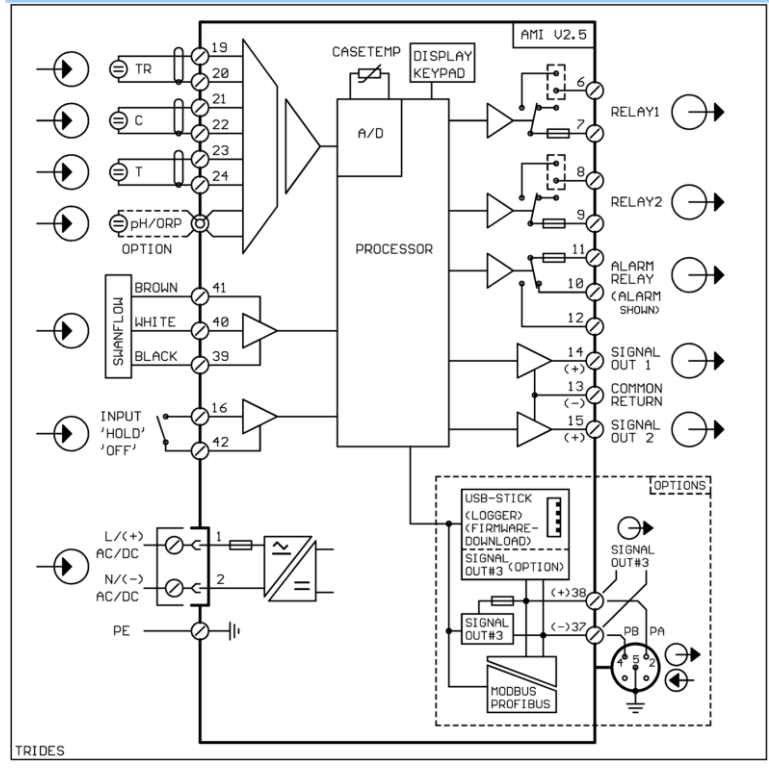 AMI V2.5
19
TR
20
21
C
22
23
T
24
pH/ORP
OPTION
CASETEMP
DISPLAY
KEYPAD
A/D
PROCESSOR
6
RELAY1
7
8
RELAY2
9
11
ALARM
RELAY
10
(ALARM
SHOWN)
12
14
(+)
SIGNAL
OUT 1
13
(-)
COMMON
RETURN
15
(+)
SIGNAL
OUT 2
SWANFLOW
BROWN
41
WHITE
40
BLACK
39
INPUT
'HOLD'
'OFF'
16
42
L/(+)
AC/DC
1
N/(-)
AC/DC
2
PE
OPTIONS
USB-STICK
(LOGGER)
(FIRMWARE-
DOWNLOAD)
SIGNAL
OUT#3 (OPTION)
SIGNAL
OUT#3
(+)38
SIGNAL
OUT#3
(-)37
PB PA
4 5 2
MODBUS
PROFIBUS
TRIDES